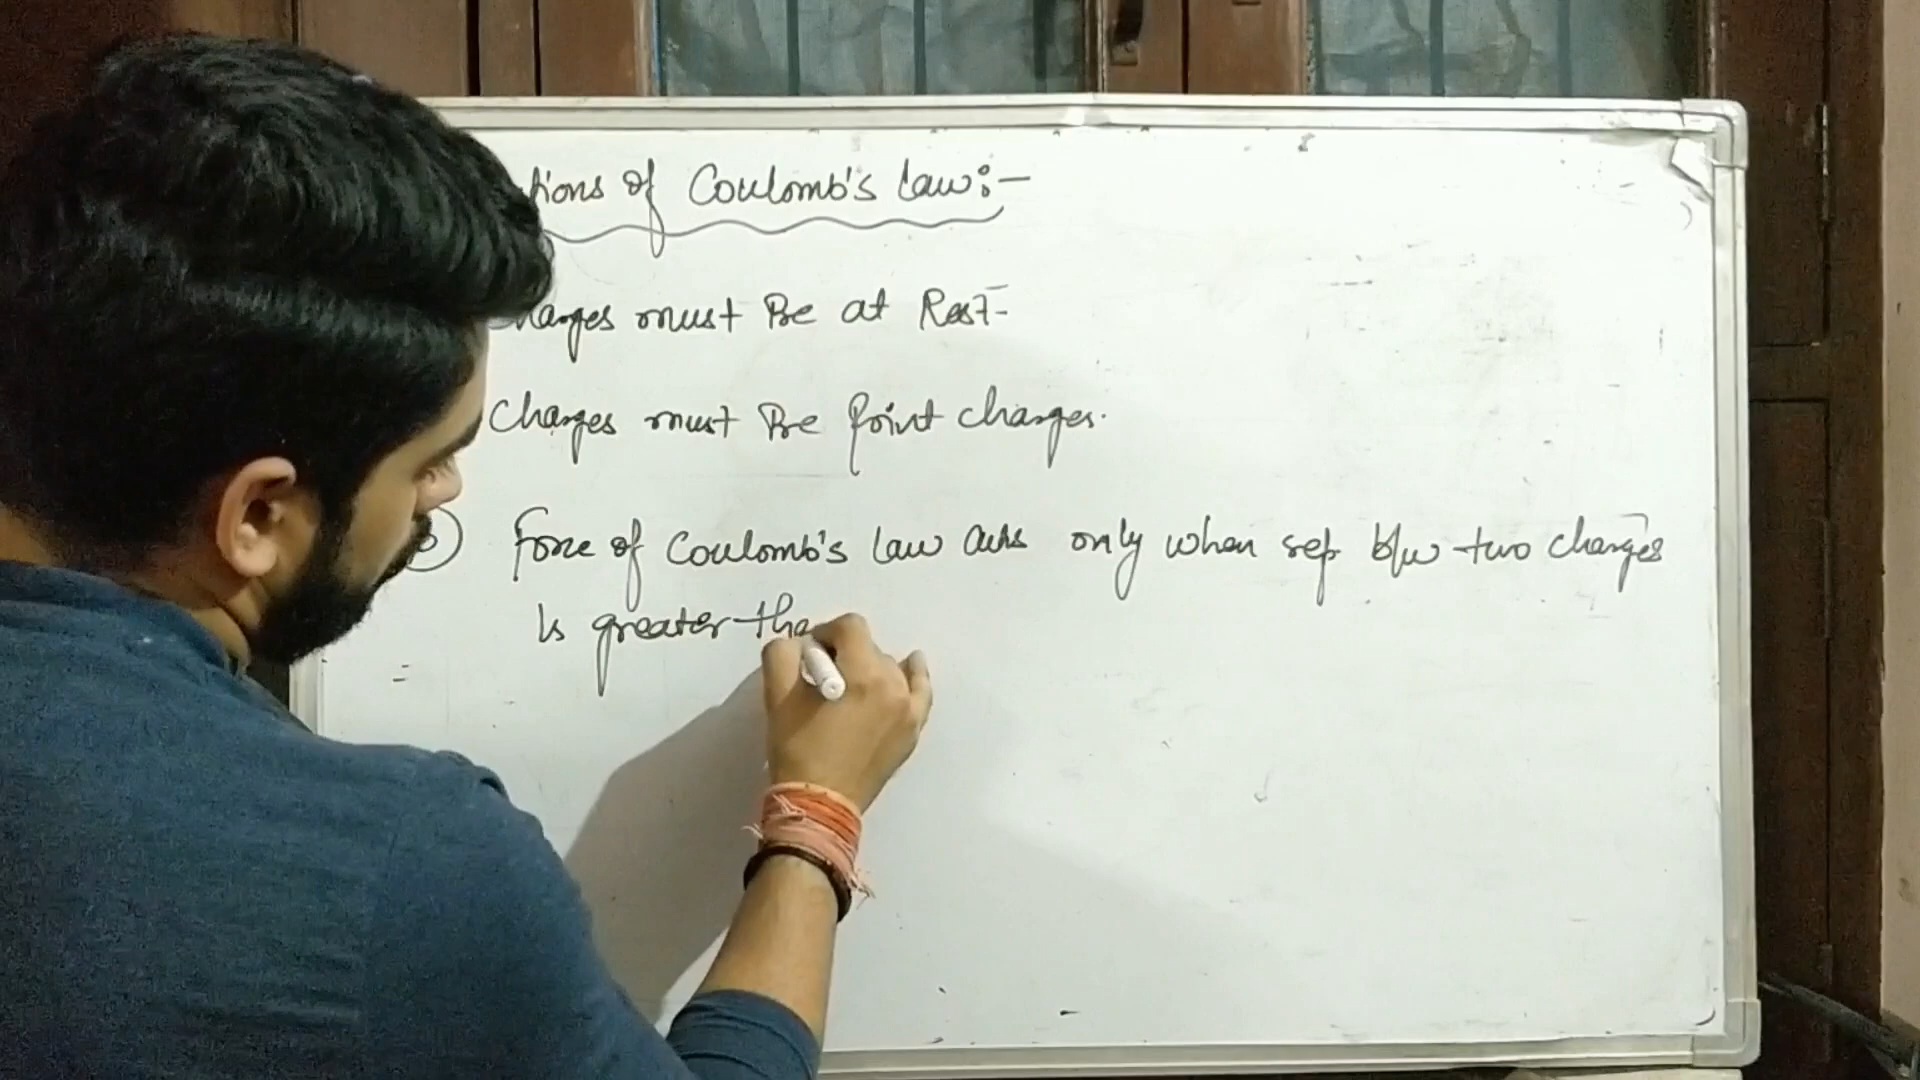 tions of Coulomb's law:-
harges must Be at Rest-
Charges must Be point charges.
3 Force of Coulomb's law acts only when sep b/w two charges
is greater tha